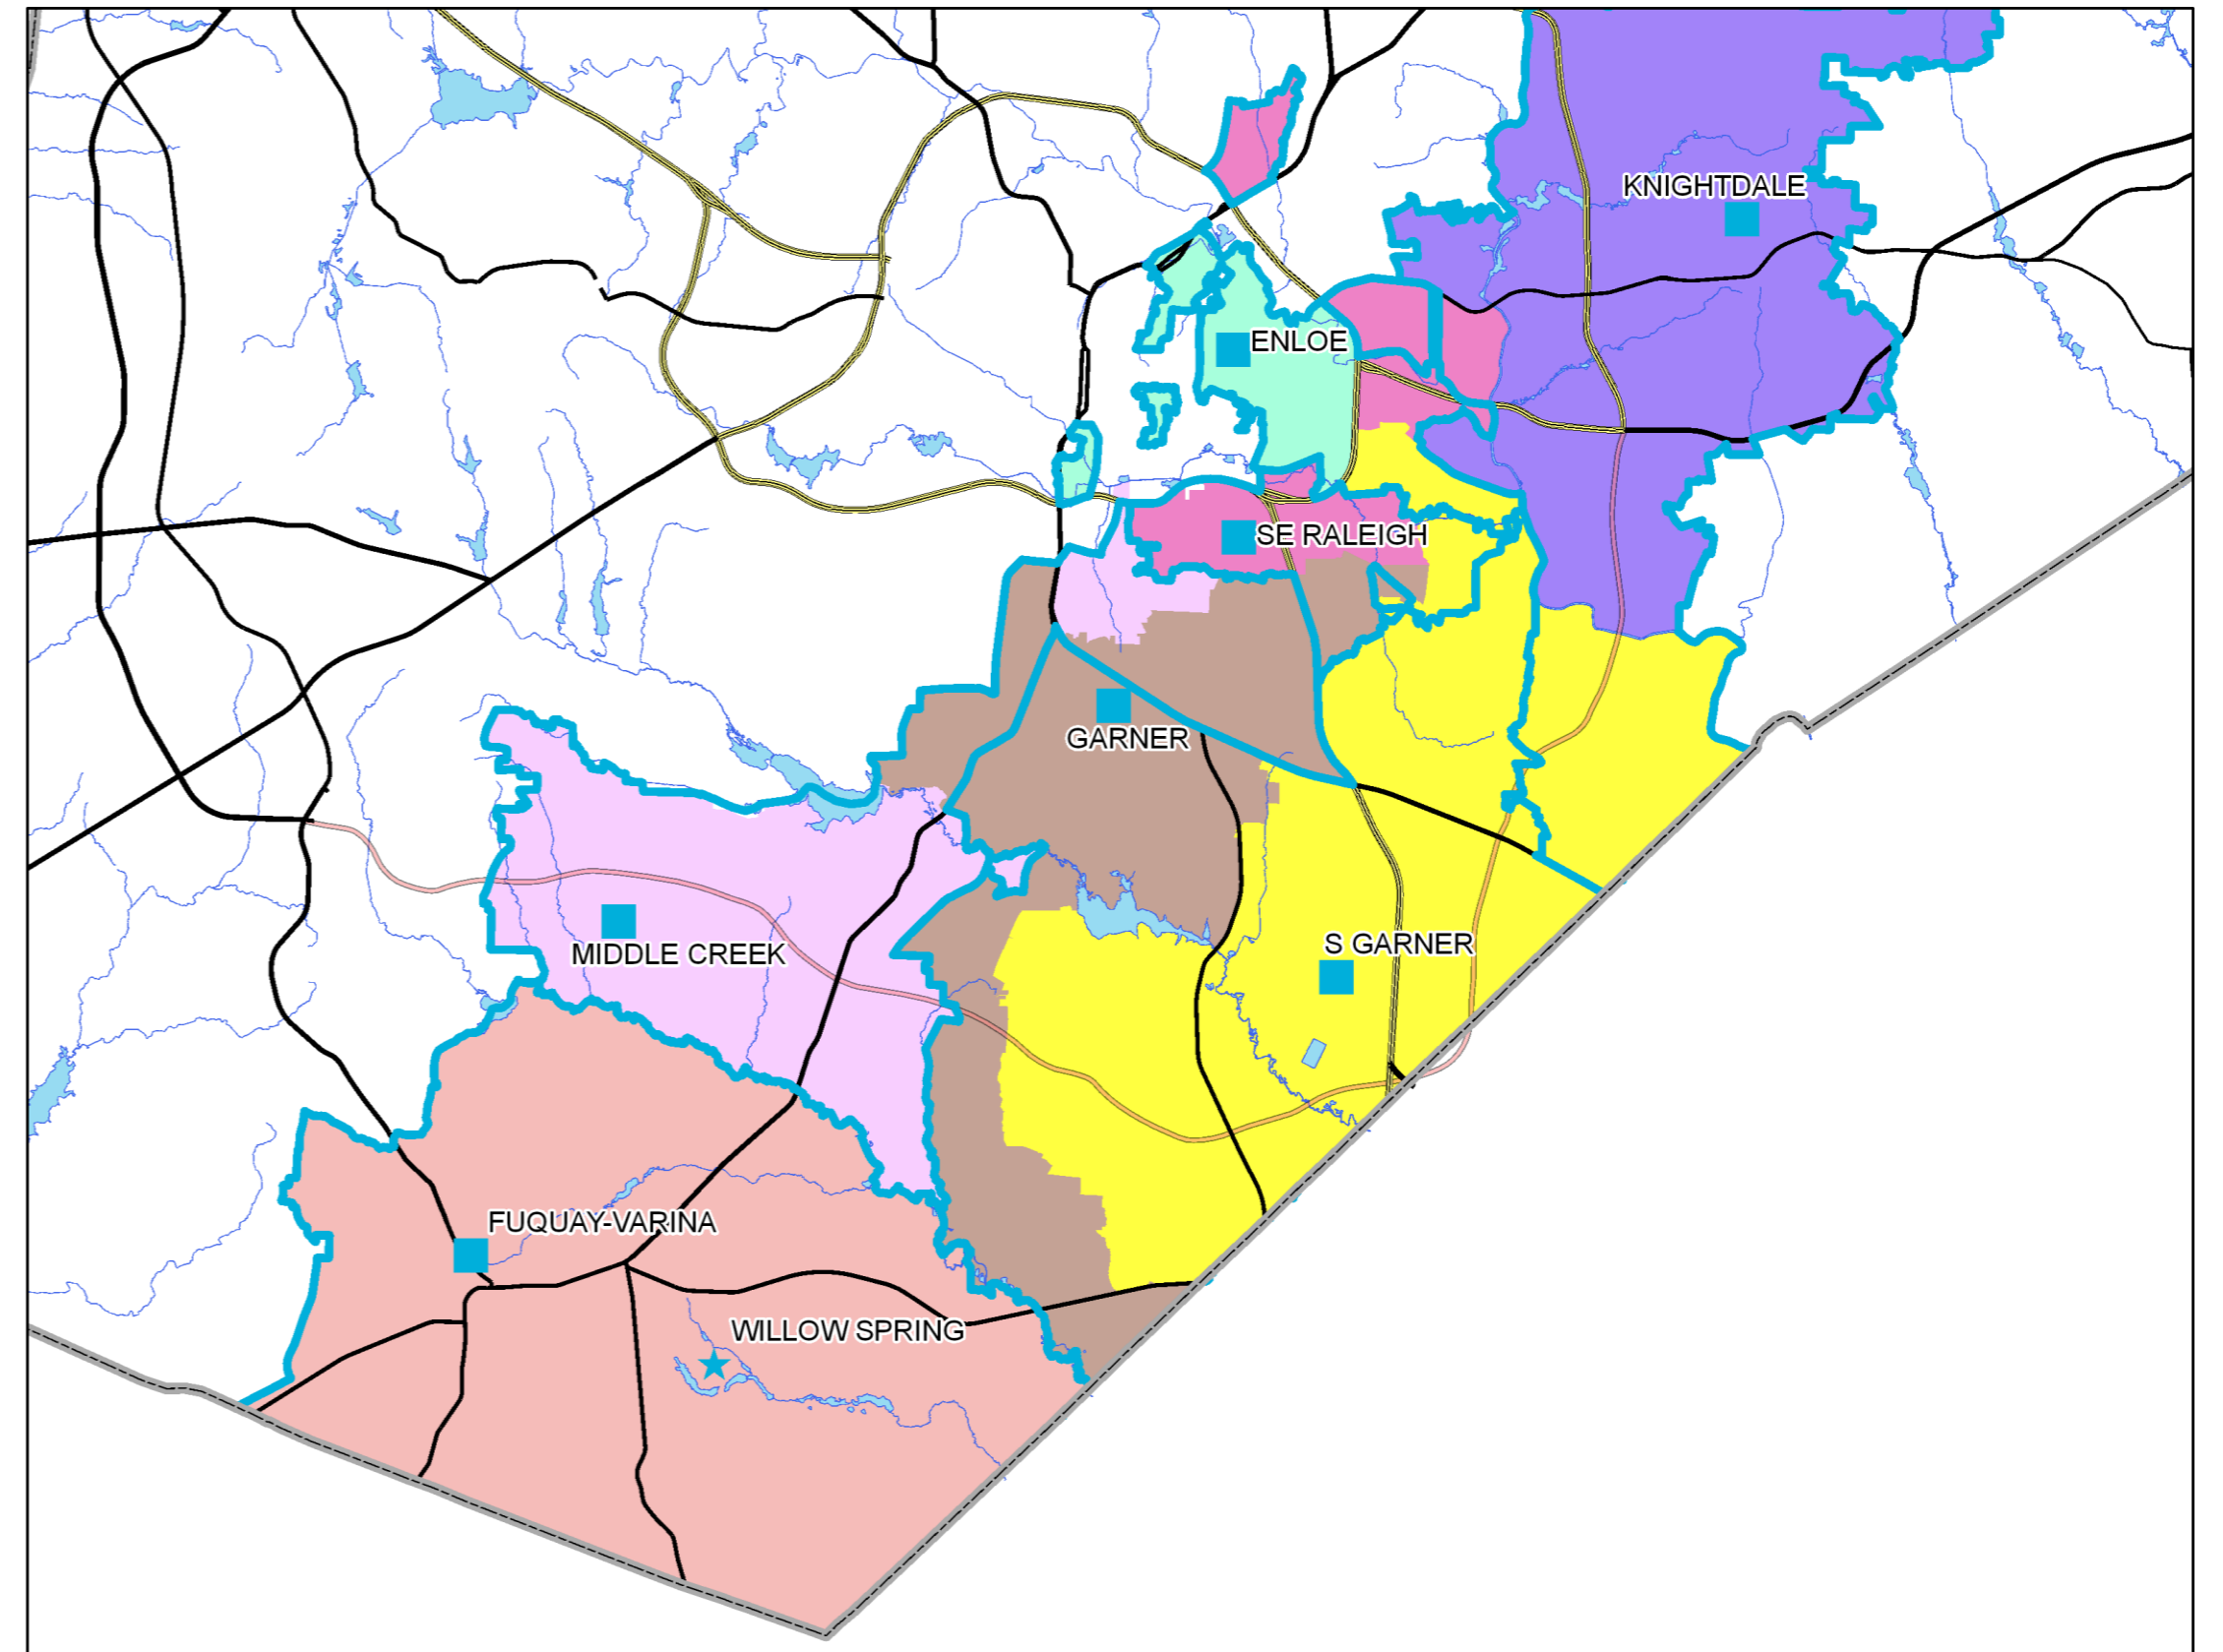 KNIGHTDALE
ENLOE
SE RALEIGH
GARNER
S GARNER
MIDDLE CREEK
FUQUAY-VARINA
WILLOW SPRING